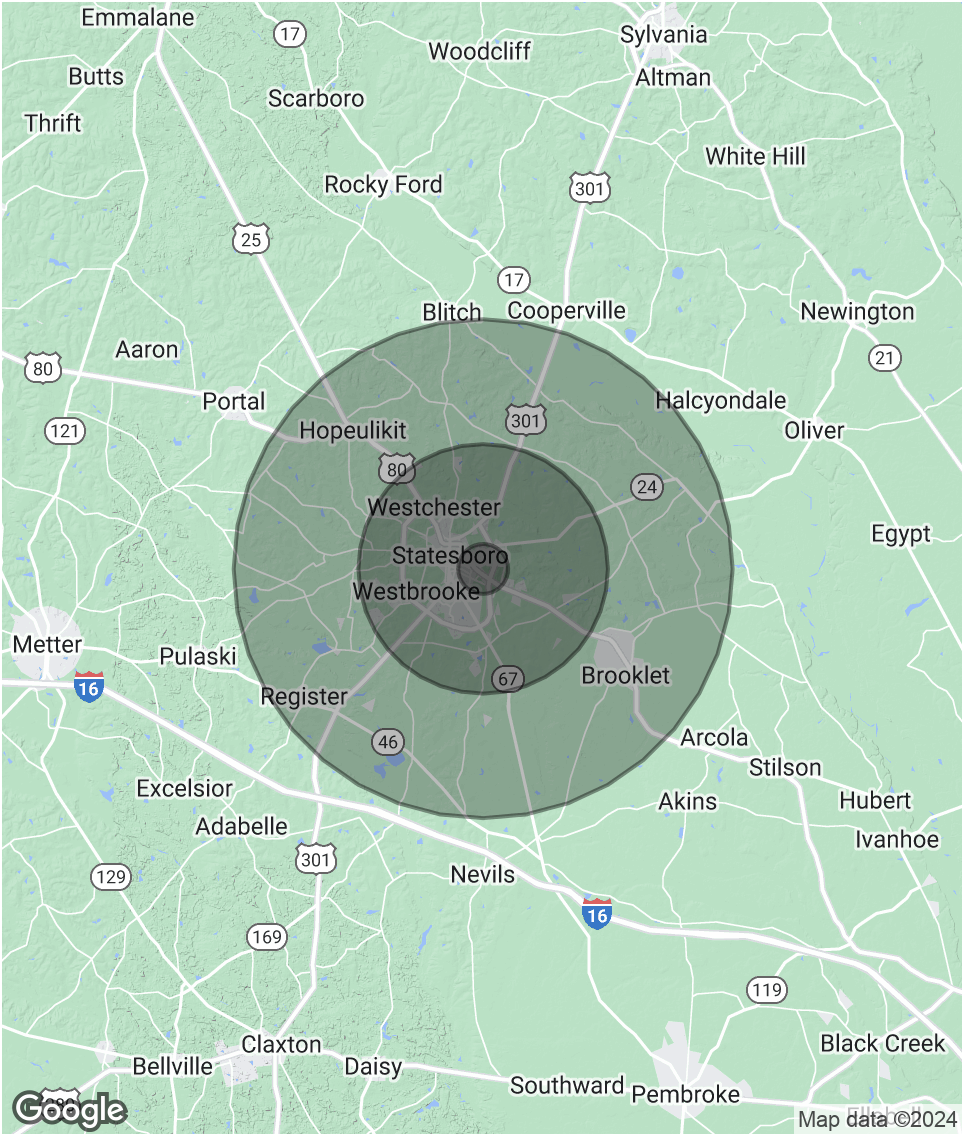 Emmalane
17
Sylvania
Woodcliff
Butts
Altman
Scarboro
Thrift
White Hill
Rocky Ford
301
25
17
Blitch
Cooperville
Newington
Aaron
21
80
Portal
Halcyondale
121
Hopeulikit
301
Oliver
80
24
Westchester
Egypt
Statesboro
Westbrooke
Metter
Pulaski
Brooklet
67
16
Register
46
Arcola
Stilson
Excelsior
Akins
Hubert
Adabelle
Ivanhoe
301
Nevils
129
16
169
119
Claxton
Black Creek
Bellville
Daisy
Southward
Pembroke
Google
Map data ©2024